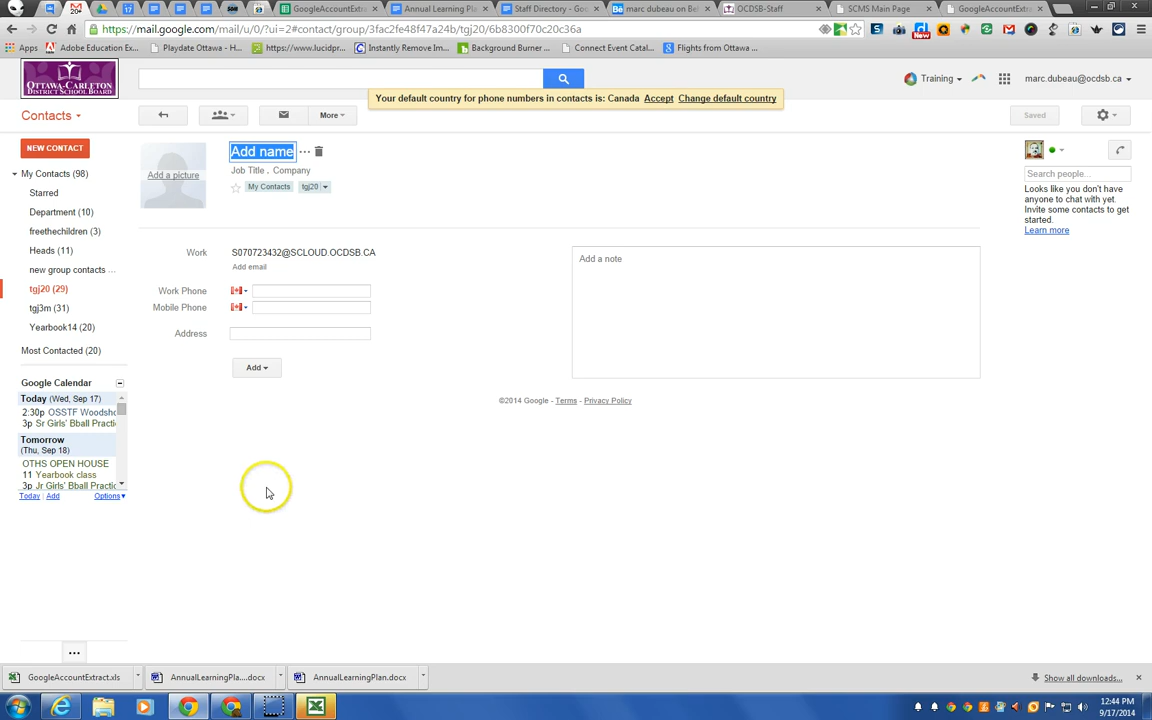 20+
GoogleAccountExtract
Annual Learning Plan.
Staff Directory - Goo
marc dubeau on Beh
OCDSB-Staff
SCMS Main Page
GoogleAccountExtra
https://mail.google.com/mail/u/0/?ui=2#contact/group/3fac2fe48f47a24b/tgj20/6b8300f70c20c36a
Apps
Adobe Education Ex...
Playdate Ottawa - H...
https://www.lucidpr...
Instantly Remove Im...
Background Burner ...
Connect Event Catal...
Flights from Ottawa ...
OTTAWA-CARLETON
DISTRICT SCHOOL BOARD
Training
marc.dubeau@ocdsb.ca
Your default country for phone numbers in contacts is: Canada Accept Change default country
Contacts
More
Saved
NEW CONTACT
My Contacts (98)
Starred
Department (10)
freethechildren (3)
Heads (11)
new group contacts ...
tgj20 (29)
tgj3m (31)
Yearbook14 (20)
Most Contacted (20)
Add a picture
Add name
Job Title , Company
My Contacts
tgj20
Work
S070723432@SCLOUD.OCDSB.CA
Add email
Work Phone
Mobile Phone
Address
Add
Add a note
©2014 Google - Terms - Privacy Policy
Search people...
Looks like you don't have
anyone to chat with yet.
Invite some contacts to get
started.
Learn more
Google Calendar
Today (Wed, Sep 17)
2:30p OSSTF Woodsho
3p Sr Girls' Bball Practi
Tomorrow
(Thu, Sep 18)
OTHS OPEN HOUSE
11 Yearbook class
3p Jr Girls' Bball Practic
Today | Add
Options
GoogleAccountExtract.xls
AnnualLearningPla....docx
AnnualLearningPlan.docx
Show all downloads...
12:44 PM
9/17/2014